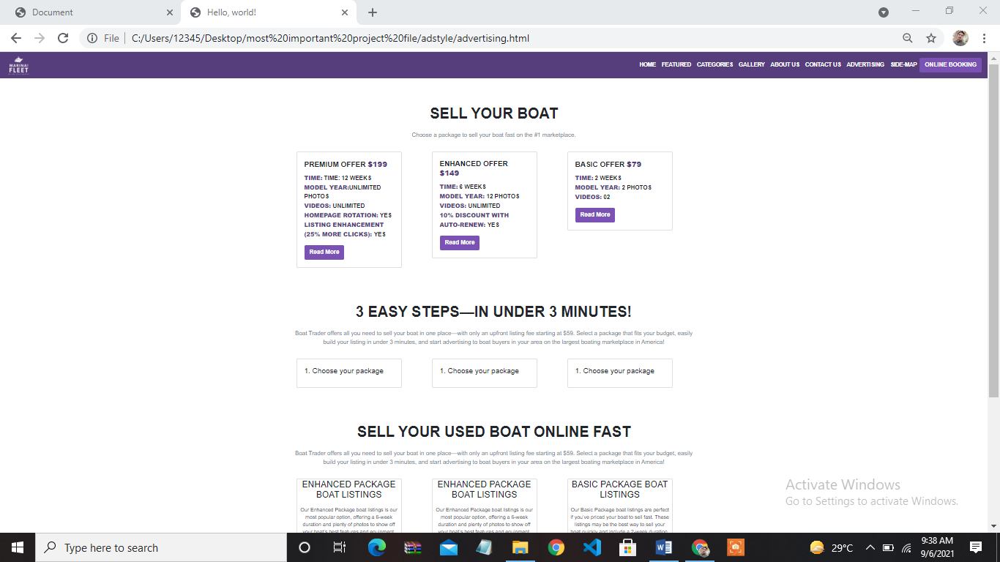 Document
Hello, world!
File
C:/Users/12345/Desktop/most%20important%20project%20file/adstyle/advertising.html
MARINA!
FLEET
HOME FEATURED CATEGORIES GALLERY ABOUT US CONTACT US ADVERTISING SIDE-MAP ONLINE BOOKING
SELL YOUR BOAT
Choose a package to sell your boat fast on the #1 marketplace.
PREMIUM OFFER $199
TIME: TIME: 12 WEEKS
MODEL YEAR:UNLIMITED
PHOTOS
VIDEOS: UNLIMITED
HOMEPAGE ROTATION: YES
LISTING ENHANCEMENT
(25% MORE CLICKS): YES
Read More
ENHANCED OFFER
$149
TIME: 6 WEEKS
MODEL YEAR: 12 PHOTOS
VIDEOS: UNLIMITED
10% DISCOUNT WITH
AUTO-RENEW: YES
Read More
BASIC OFFER $79
TIME: 2 WEEKS
MODEL YEAR: 2 PHOTOS
VIDEOS: 02
Read More
3 EASY STEPS—IN UNDER 3 MINUTES!
Boat Trader offers all you need to sell your boat in one place—with only an upfront listing fee starting at $59. Select a package that fits your budget, easily
build your listing in under 3 minutes, and start advertising to boat buyers in your area on the largest boating marketplace in America!
1. Choose your package
1. Choose your package
1. Choose your package
SELL YOUR USED BOAT ONLINE FAST
Boat Trader offers all you need to sell your boat in one place—with only an upfront listing fee starting at $59. Select a package that fits your budget, easily
build your listing in under 3 minutes, and start advertising to boat buyers in your area on the largest boating marketplace in America!
ENHANCED PACKAGE
BOAT LISTINGS
Our Enhanced Package boat listings is our
most popular option, offering a 6-week
duration and plenty of photos to show off
your boat's best features and equipment
ENHANCED PACKAGE
BOAT LISTINGS
Our Enhanced Package boat listings is our
most popular option, offering a 6-week
duration and plenty of photos to show off
your boat's best features and equipment
BASIC PACKAGE BOAT
LISTINGS
Our Basic Package boat listings are perfect
if you've priced your boat to sell fast. These
listings may be the best way to sell your
boat quickly and include a 2-week duration
Activate Windows
Go to Settings to activate Windows.
Type here to search
29°C
9:38 AM
9/6/2021